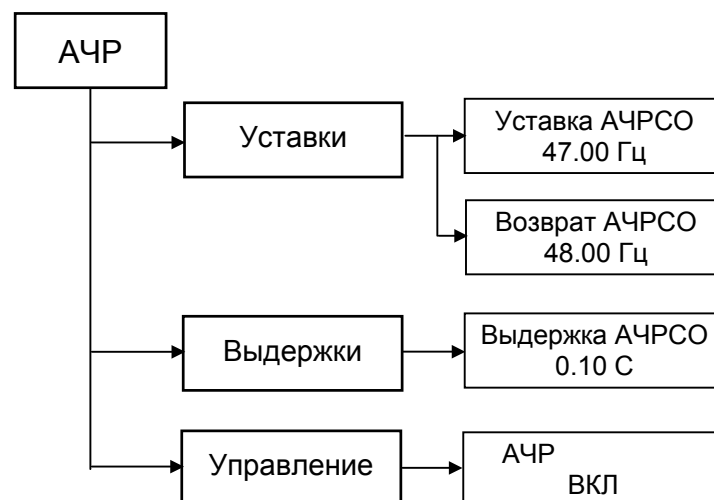 АЧР
Уставки
Уставка АЧРСО
47.00 Гц
Возврат АЧРСО
48.00 Гц
Выдержки
Выдержка АЧРСО
0.10 С
Управление
АЧР
ВКЛ